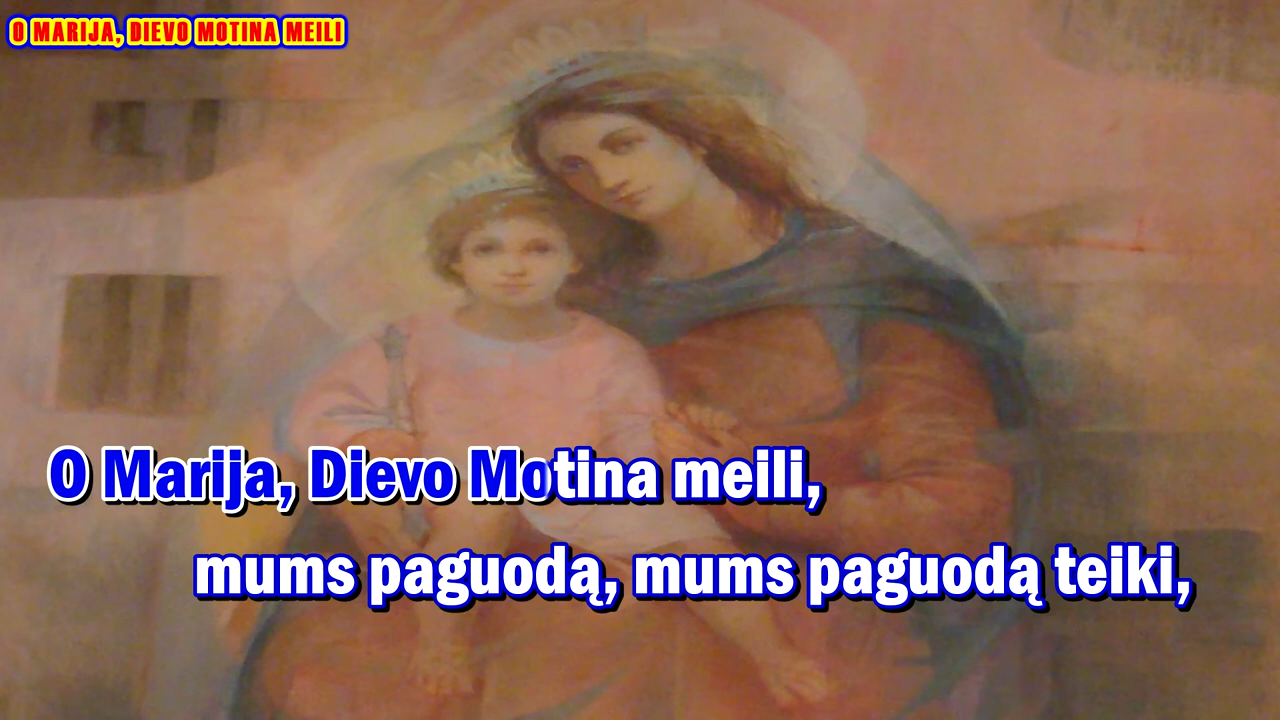 O MARIJA, DIEVO MOTINA MEILI
O Marija, Dievo Motina meili,
mums paguodą, mums paguodą teiki,